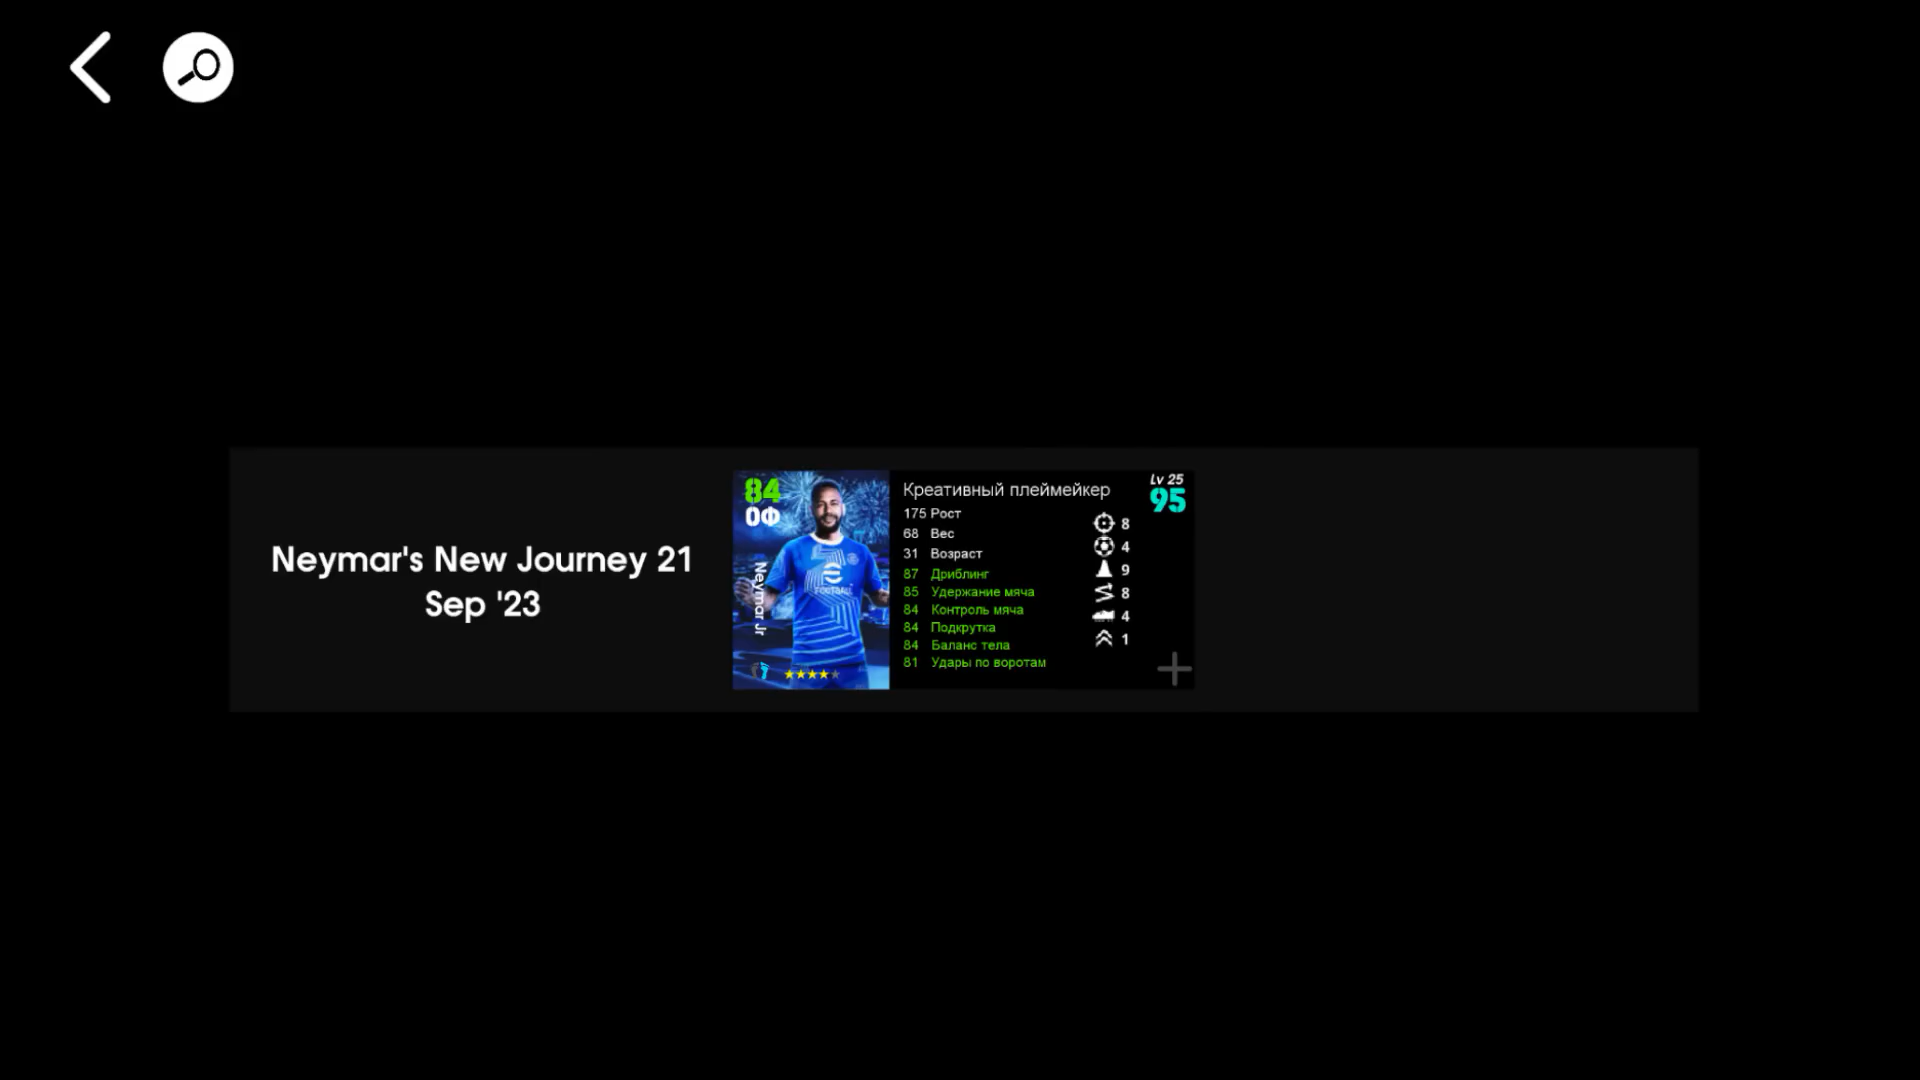 Neymar's New Journey 21
Sep '23
84
ОФ
Neymar Jr
FOOTBALL
Креативный плеймейкер
175 Рост
68 Вес
31 Возраст
87 Дриблинг
85 Удержание мяча
84 Контроль мяча
84 Подкрутка
84 Баланс тела
81 Удары по воротам
8
4
9
8
4
1
Lv 25
95